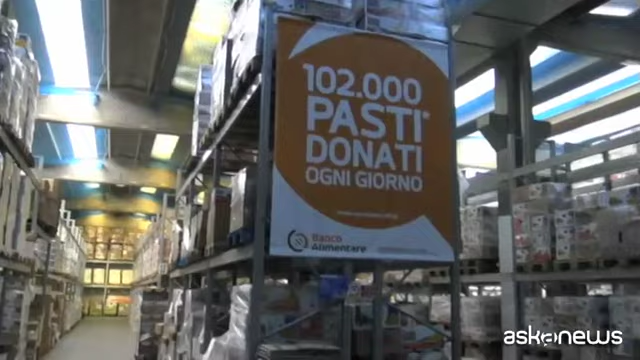 102.000
PASTI*
DONATI
OGNI GIORNO
Banco
Alimentare
askanews